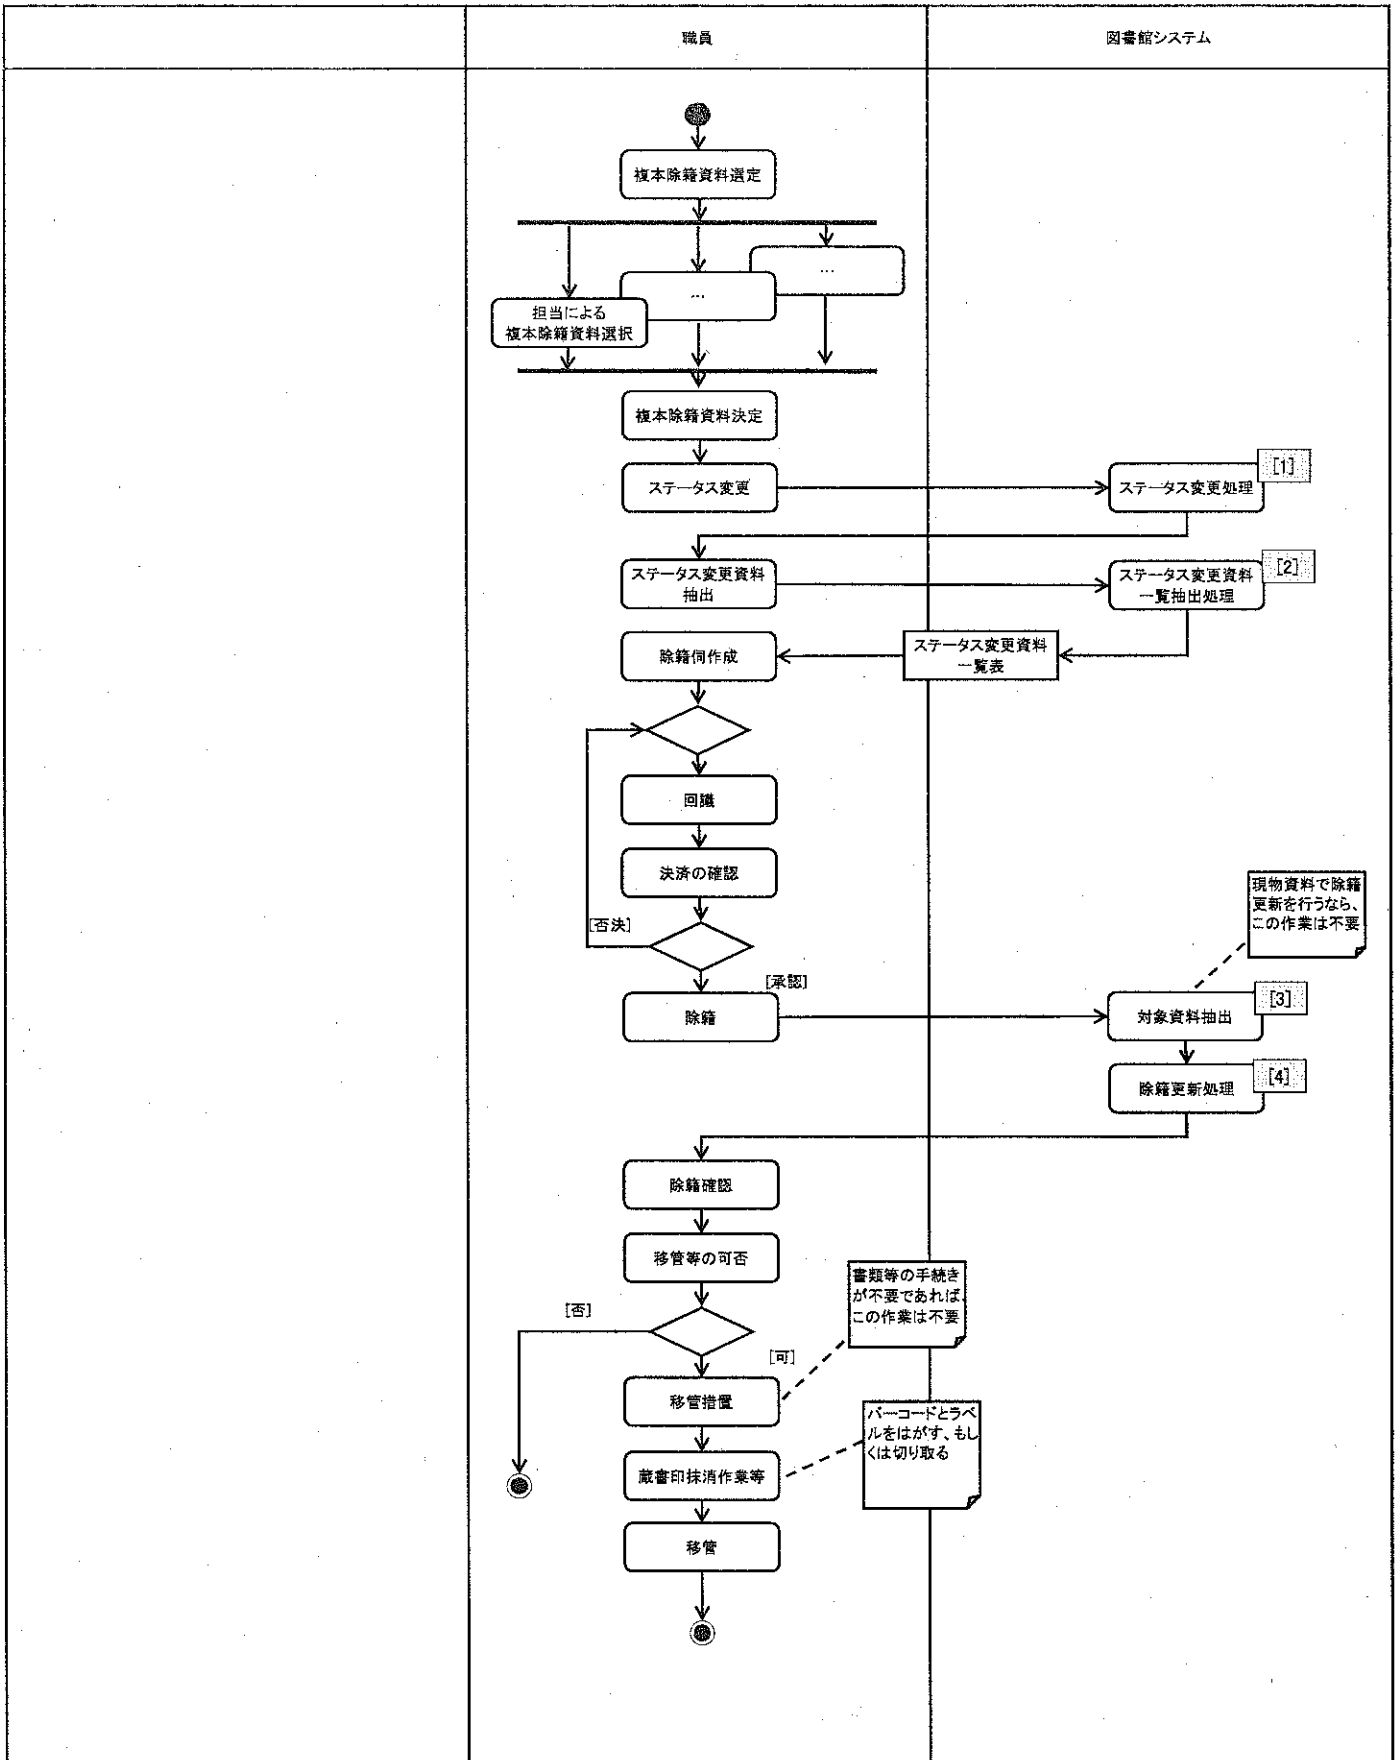 職員
図書館システム
複本除籍資料選定
…
…
担当による
複本除籍資料選択
複本除籍資料決定
ステータス変更
ステータス変更処理
[1]
ステータス変更資料
抽出
ステータス変更資料
一覧抽出処理
[2]
除籍伺作成
ステータス変更資料
一覧表
回議
決済の確認
[否決]
[承認]
現物資料で除籍
更新を行うなら、
この作業は不要
除籍
対象資料抽出
[3]
除籍更新処理
[4]
除籍確認
移管等の可否
[否]
[可]
書類等の手続き
が不要であれば、
この作業は不要
移管措置
バーコードとラベ
ルをはがす、もし
くは切り取る
蔵書印抹消作業等
移管